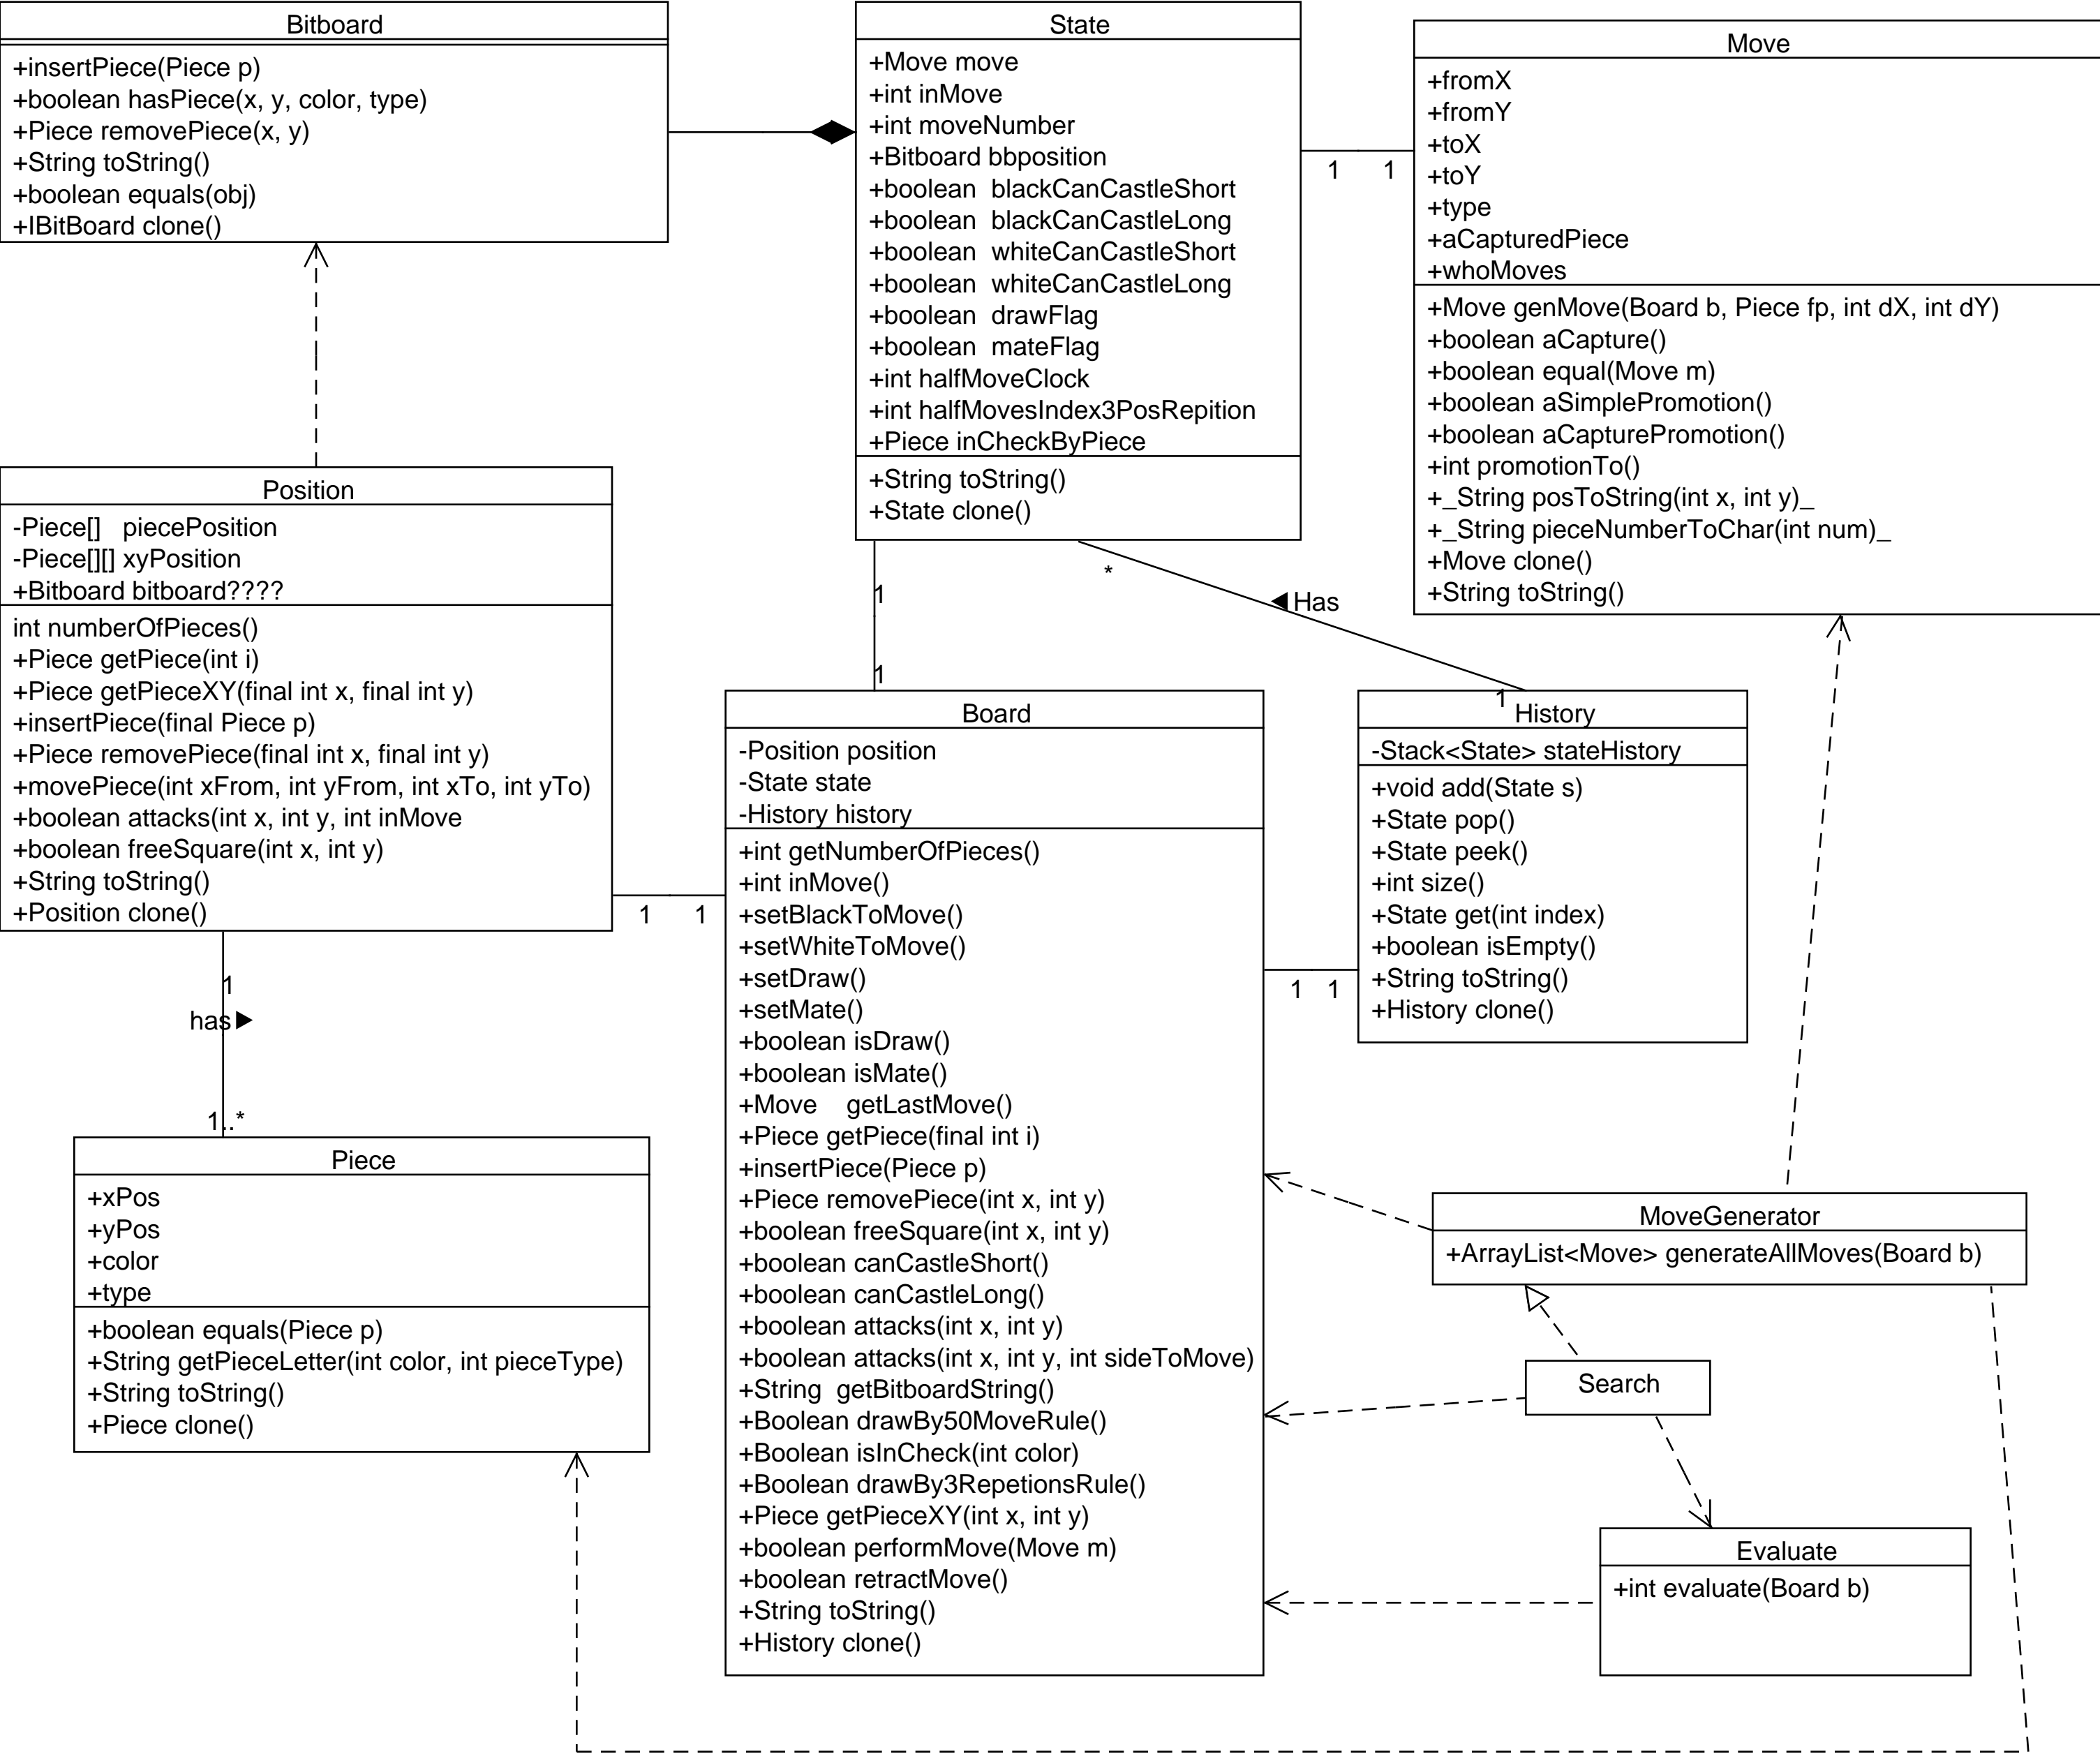 Bitboard
+insertPiece(Piece p)
+boolean hasPiece(x, y, color, type)
+Piece removePiece(x, y)
+String toString()
+boolean equals(obj)
+IBitBoard clone()
State
+Move move
+int inMove
+int moveNumber
+Bitboard bbposition
+boolean  blackCanCastleShort
+boolean  blackCanCastleLong
+boolean  whiteCanCastleShort
+boolean  whiteCanCastleLong
+boolean  drawFlag
+boolean  mateFlag
+int halfMoveClock
+int halfMovesIndex3PosRepition
+Piece inCheckByPiece
+String toString()
+State clone()
1 1
Move
+fromX
+fromY
+toX
+toY
+type
+aCapturedPiece
+whoMoves
+Move genMove(Board b, Piece fp, int dX, int dY)
+boolean aCapture()
+boolean equal(Move m)
+boolean aSimplePromotion()
+boolean aCapturePromotion()
+int promotionTo()
+_String posToString(int x, int y)_
+_String pieceNumberToChar(int num)_
+Move clone()
+String toString()
Position
-Piece[]   piecePosition
-Piece[][] xyPosition
+Bitboard bitboard????
int numberOfPieces()
+Piece getPiece(int i)
+Piece getPieceXY(final int x, final int y)
+insertPiece(final Piece p)
+Piece removePiece(final int x, final int y)
+movePiece(int xFrom, int yFrom, int xTo, int yTo)
+boolean attacks(int x, int y, int inMove
+boolean freeSquare(int x, int y)
+String toString()
+Position clone()
1 1
1
has
1..*
1
1
*
Has
1
Board
-Position position
-State state
-History history
+int getNumberOfPieces()
+int inMove()
+setBlackToMove()
+setWhiteToMove()
+setDraw()
+setMate()
+boolean isDraw()
+boolean isMate()
+Move    getLastMove()
+Piece getPiece(final int i)
+insertPiece(Piece p)
+Piece removePiece(int x, int y)
+boolean freeSquare(int x, int y)
+boolean canCastleShort()
+boolean canCastleLong()
+boolean attacks(int x, int y)
+boolean attacks(int x, int y, int sideToMove)
+String  getBitboardString()
+Boolean drawBy50MoveRule()
+Boolean isInCheck(int color)
+Boolean drawBy3RepetionsRule()
+Piece getPieceXY(int x, int y)
+boolean performMove(Move m)
+boolean retractMove()
+String toString()
+History clone()
1 1
History
-Stack<State> stateHistory
+void add(State s)
+State pop()
+State peek()
+int size()
+State get(int index)
+boolean isEmpty()
+String toString()
+History clone()
Piece
+xPos
+yPos
+color
+type
+boolean equals(Piece p)
+String getPieceLetter(int color, int pieceType)
+String toString()
+Piece clone()
MoveGenerator
+ArrayList<Move> generateAllMoves(Board b)
Search
Evaluate
+int evaluate(Board b)